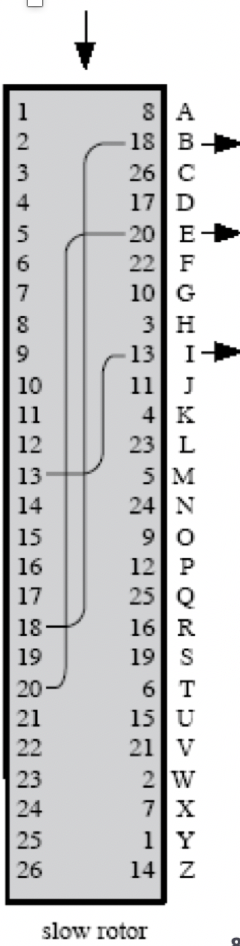 1 8 A
2 18 B
3 26 C
4 17 D
5 20 E
6 22 F
7 10 G
8 3 H
9 13 I
10 11 J
11 4 K
12 23 L
13 5 M
14 24 N
15 9 O
16 12 P
17 25 Q
18 16 R
19 19 S
20 6 T
21 15 U
22 21 V
23 2 W
24 7 X
25 1 Y
26 14 Z
slow rotor